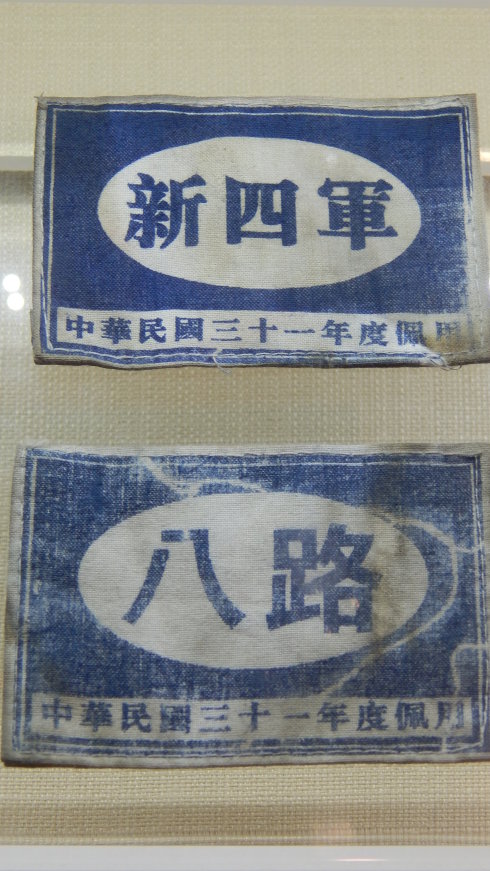 新四軍
中華民國三十一年度佩用
八路
中華民國三十一年度佩用